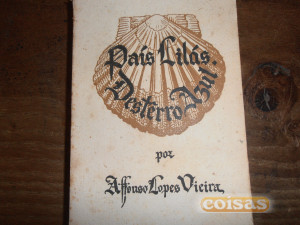 País Lilás.
Desterro Azul
por
Affonso Lopes Vieira
coisas